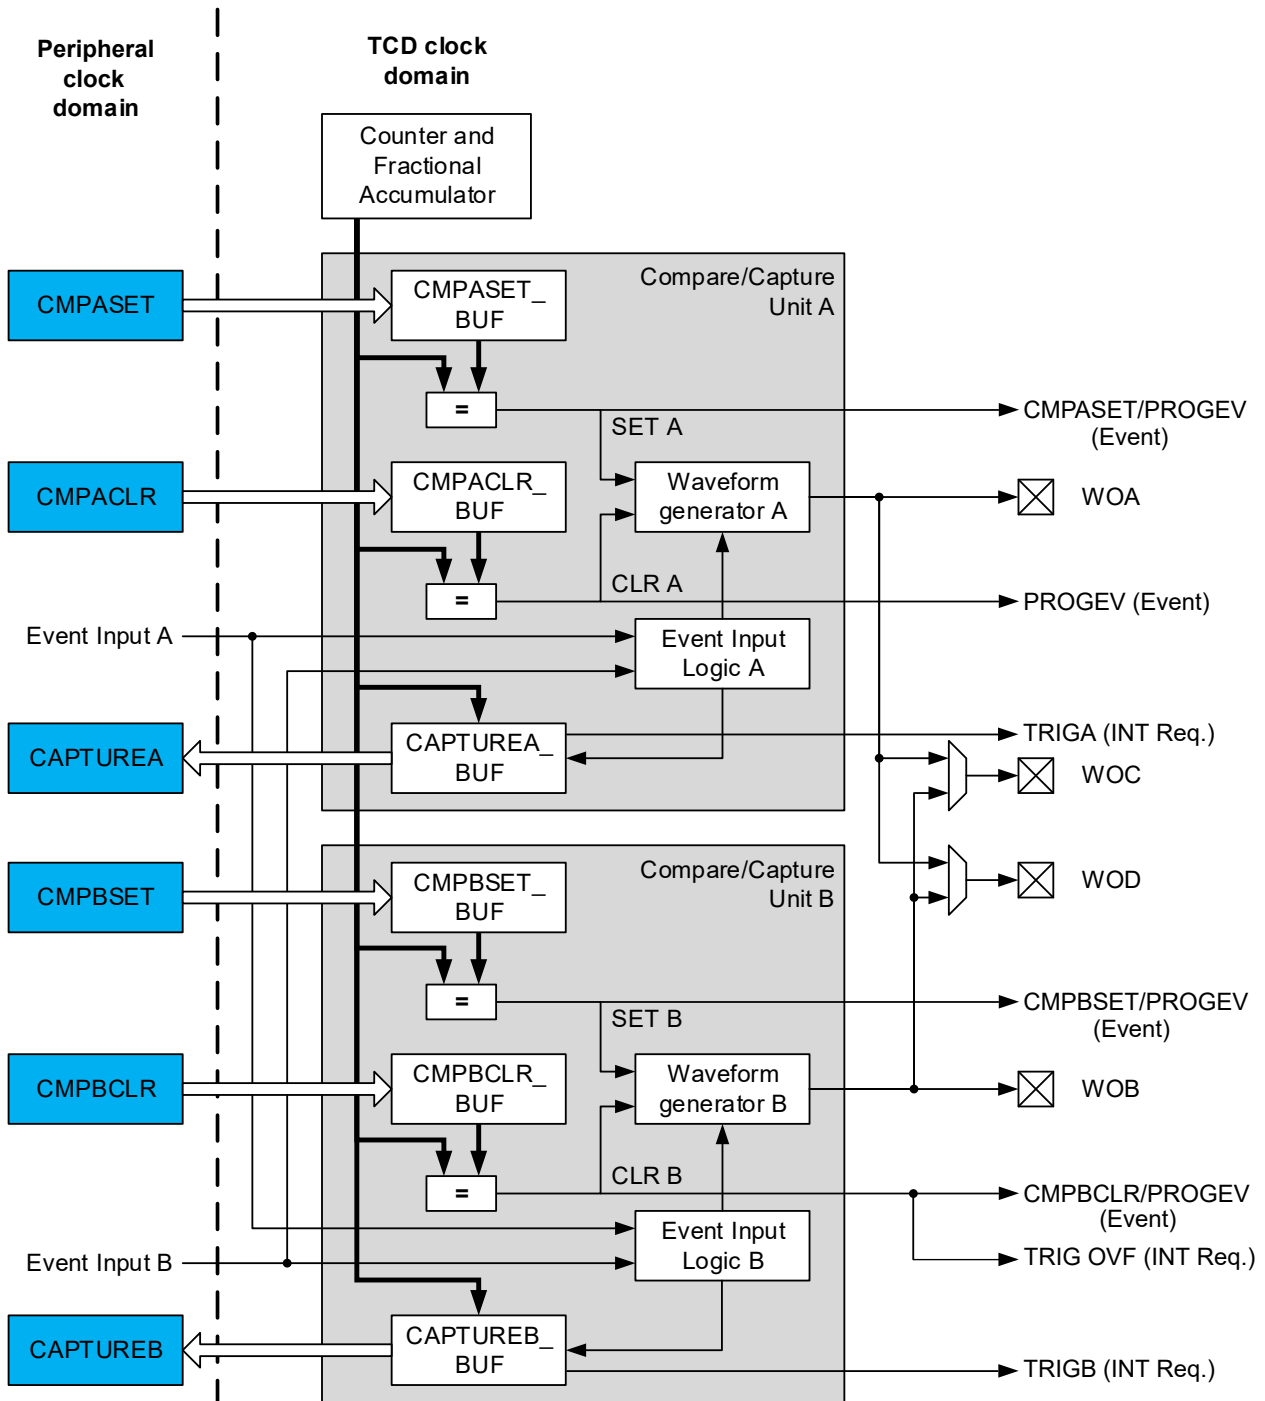 Peripheral
clock
domain
TCD clock
domain
Counter and
Fractional
Accumulator
Compare/Capture
Unit A
CMPASET
CMPASET_
BUF
=
SET A
CMPASET/PROGEV
(Event)
CMPACLR
CMPACLR_
BUF
Waveform
generator A
WOA
=
CLR A
PROGEV (Event)
Event Input A
Event Input
Logic A
CAPTUREA
CAPTUREA_
BUF
TRIGA (INT Req.)
WOC
Compare/Capture
Unit B
CMPBSET
CMPBSET_
BUF
WOD
=
SET B
CMPBSET/PROGEV
(Event)
CMPBCLR
CMPBCLR_
BUF
Waveform
generator B
WOB
=
CLR B
CMPBCLR/PROGEV
(Event)
Event Input B
Event Input
Logic B
TRIG OVF (INT Req.)
CAPTUREB
CAPTUREB_
BUF
TRIGB (INT Req.)